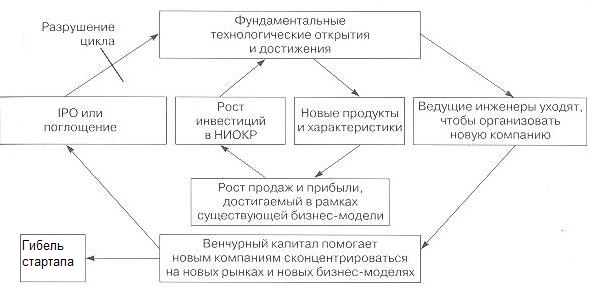 Разрушение
цикла
Фундаментальные
технологические открытия
и достижения
IPO или
поглощение
Рост
инвестиций
в НИОКР
Новые продукты
и характеристики
Ведущие инженеры уходят,
чтобы организовать
новую компанию
Рост продаж и прибыли,
достигаемый в рамках
существующей бизнес-модели
Гибель
стартапа
Венчурный капитал помогает
новым компаниям сконцентрироваться
на новых рынках и новых бизнес-моделях